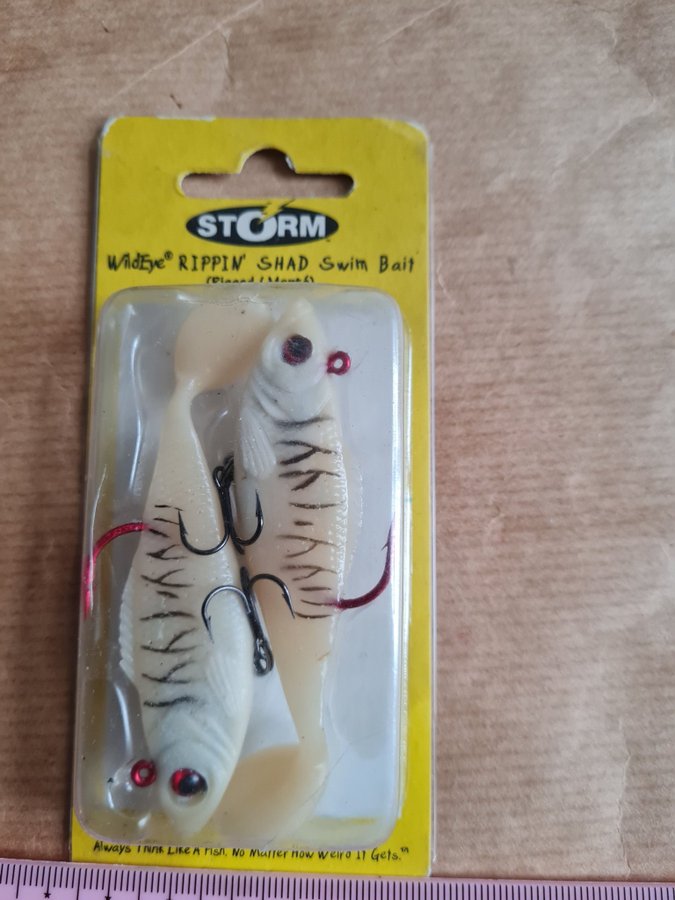 STORM
WildEye® RIPPIN' SHAD Swim Bait
Always Think Like A Fish, No Matter How Weird It Gets.™